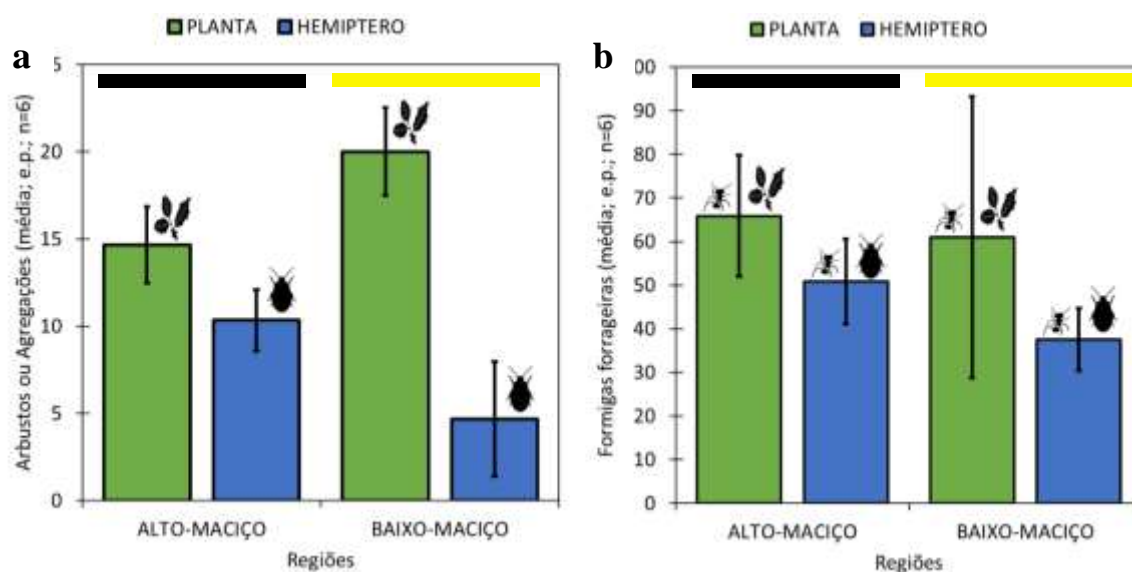 PLANTA HEMIPTERO
a
5
20
15
10
5
0
Arbustos ou Agregações (média; e.p.; n=6)
ALTO-MACIÇO BAIXO-MACIÇO
Regiões
PLANTA HEMIPTERO
b
00
90
80
70
60
50
40
30
20
10
0
Formigas forrageiras (média; e.p.; n=6)
ALTO-MACIÇO BAIXO-MACIÇO
Regiões